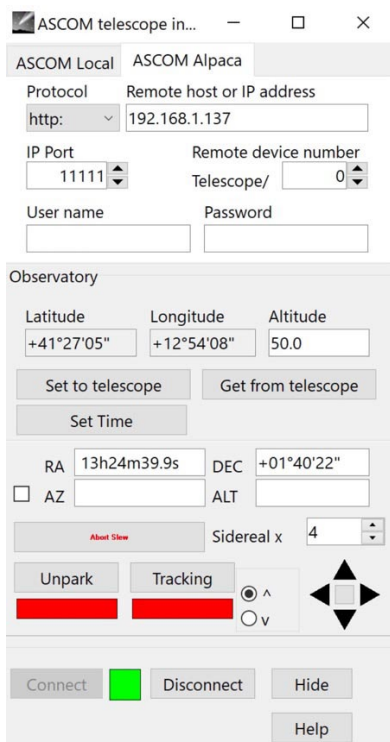 ASCOM telescope in...
ASCOM Local ASCOM Alpaca
Protocol Remote host or IP address
http: 192.168.1.137
IP Port Remote device number
11111 Telescope/ 0
User name Password
Observatory
Latitude Longitude Altitude
+41°27'05" +12°54'08" 50.0
Set to telescope Get from telescope
Set Time
RA 13h24m39.9s DEC +01°40'22"
AZ ALT
Abort Slew Sidereal x 4
Unpark Tracking ^
v
Connect Disconnect Hide
Help